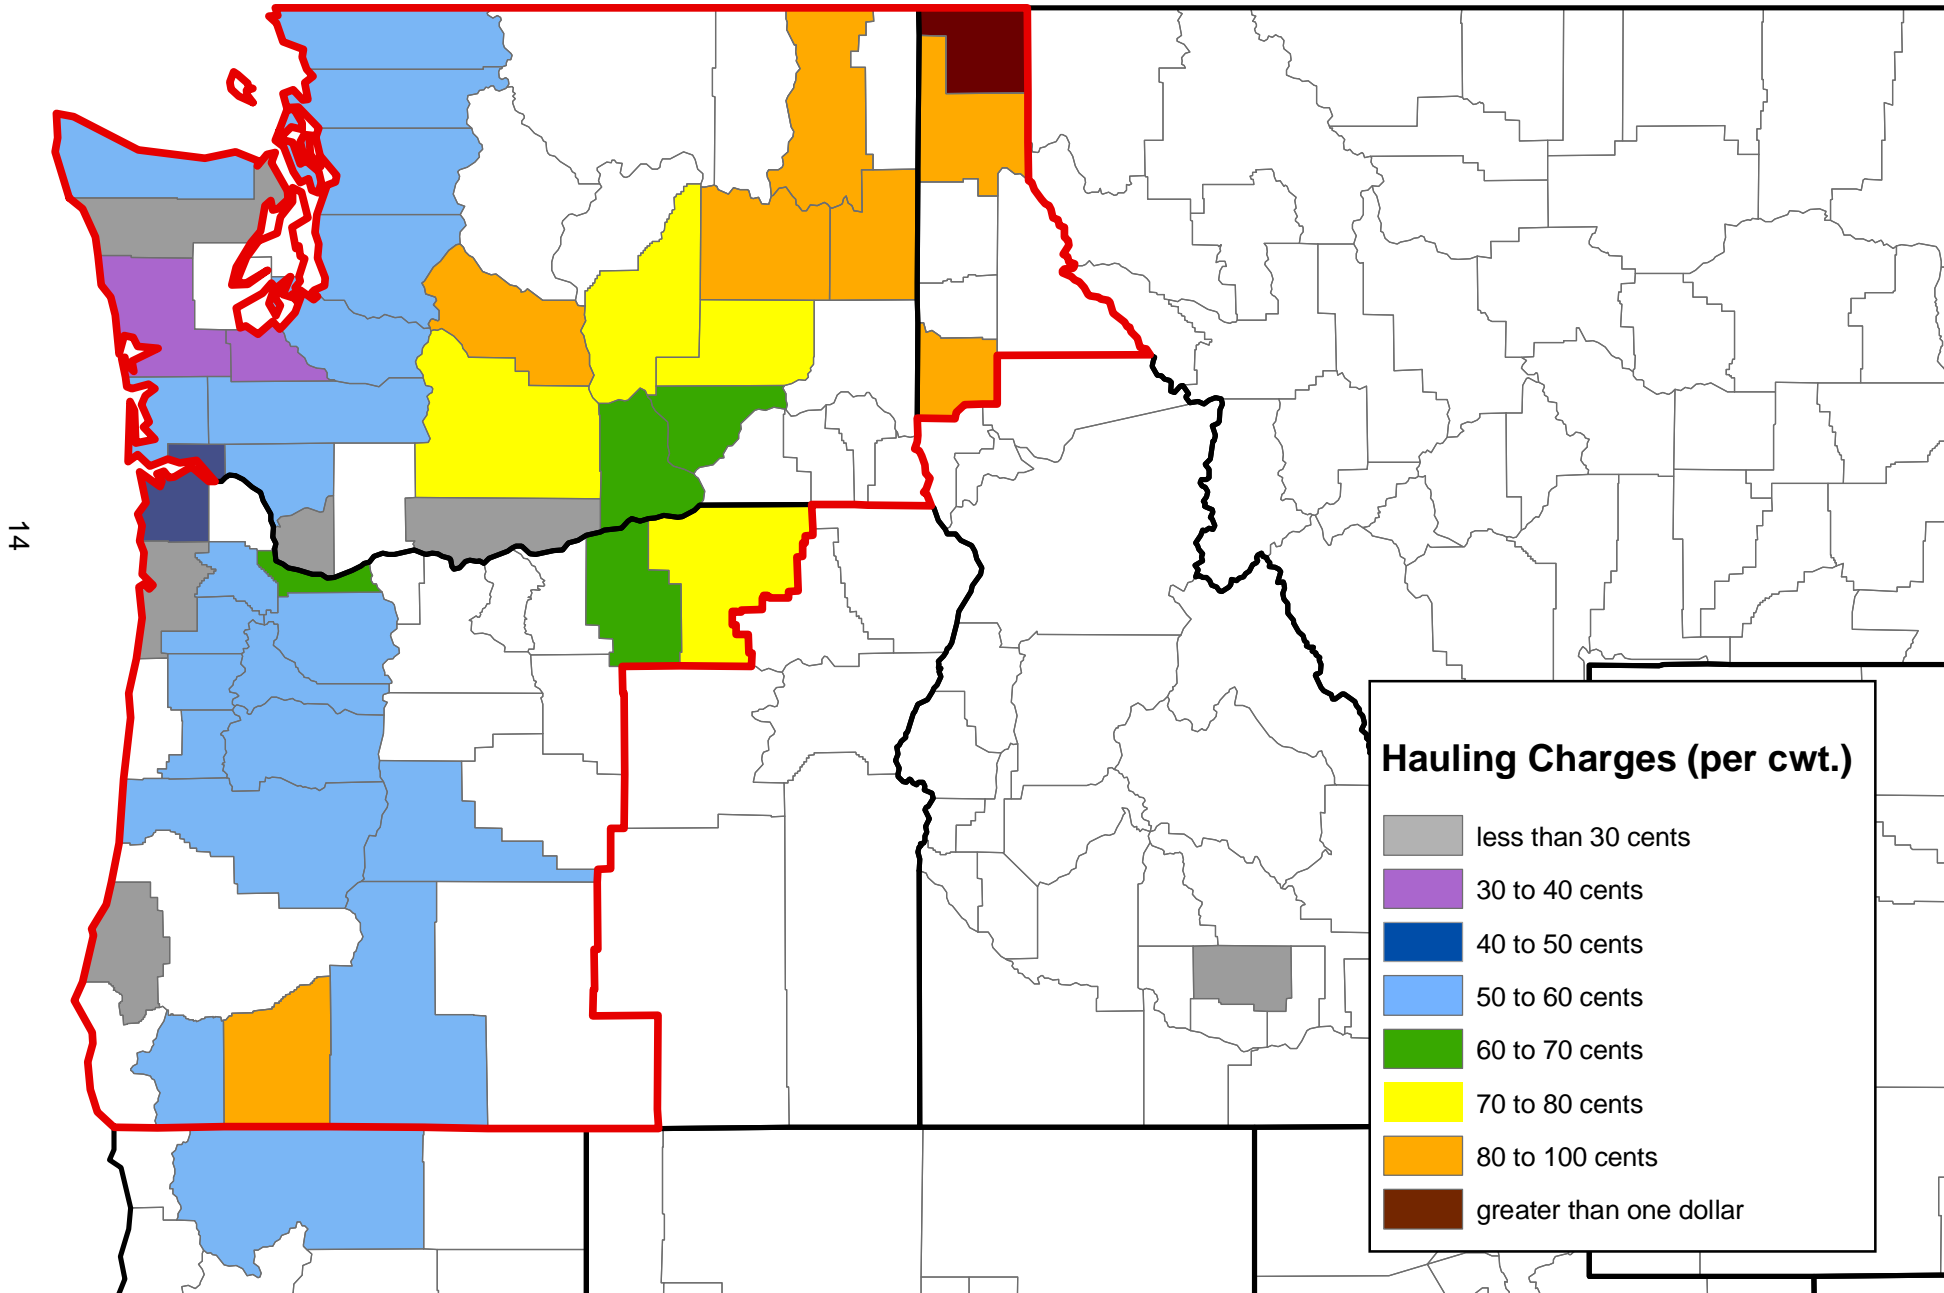 14
Hauling Charges (per cwt.)
less than 30 cents
30 to 40 cents
40 to 50 cents
50 to 60 cents
60 to 70 cents
70 to 80 cents
80 to 100 cents
greater than one dollar